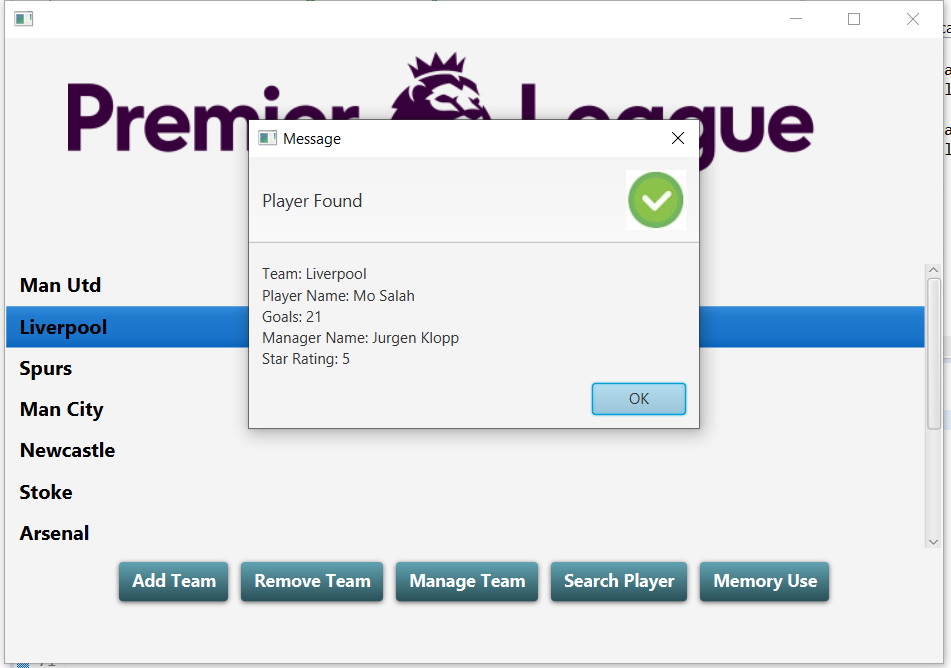 Premier League
Message
Player Found
Team: Liverpool
Player Name: Mo Salah
Goals: 21
Manager Name: Jurgen Klopp
Star Rating: 5
OK
Man Utd
Liverpool
Spurs
Man City
Newcastle
Stoke
Arsenal
Add Team Remove Team Manage Team Search Player Memory Use